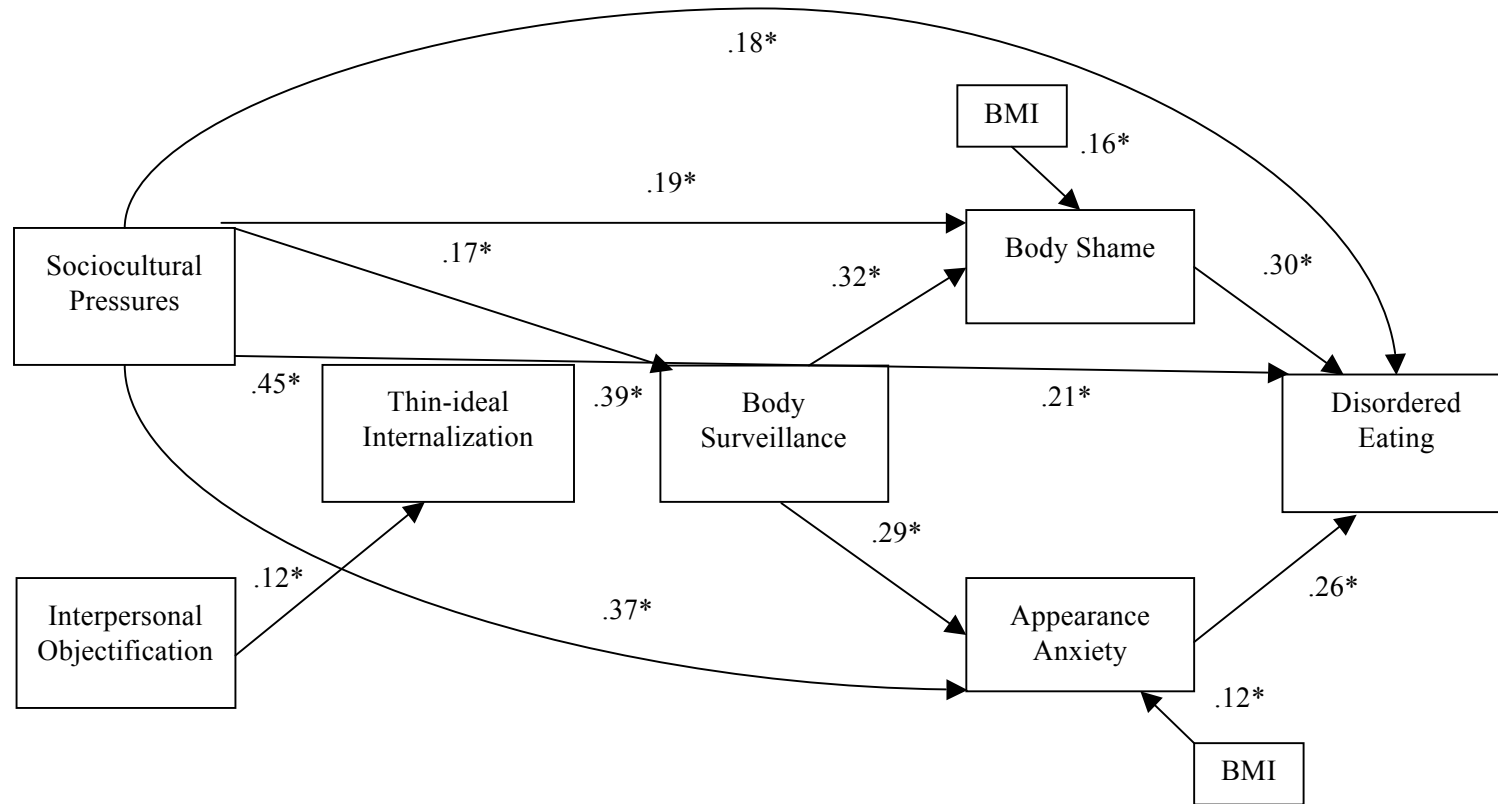 .18*
BMI
.16*
.19*
Body Shame
Sociocultural
Pressures
.17*
.32*
.30*
.45*
Thin-ideal
Internalization
.39*
Body
Surveillance
.21*
Disordered
Eating
.29*
.12*
Interpersonal
Objectification
.37*
Appearance
Anxiety
.26*
.12*
BMI